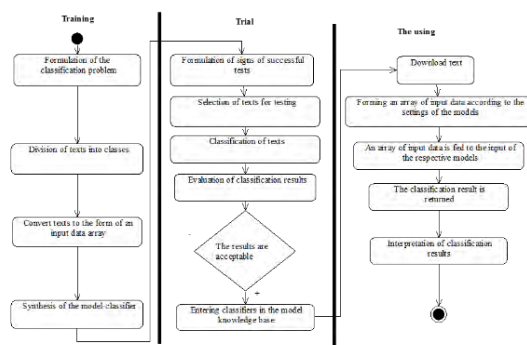 Training
Formulation of the
classification problem
Division of texts into classes
Convert texts to the form of an
input data array
Synthesis of the model-classifier
Trial
Formulation of signs of successful
tests
Selection of texts for testing
Classification of texts
Evaluation of classification results
The results are
acceptable
+
Entering classifiers in the model
knowledge base
The using
Download text
Forming an array of input data according to the
settings of the models
An array of input data is fed to the input of
the respective models
The classification result is
returned
Interpretation of classification
results